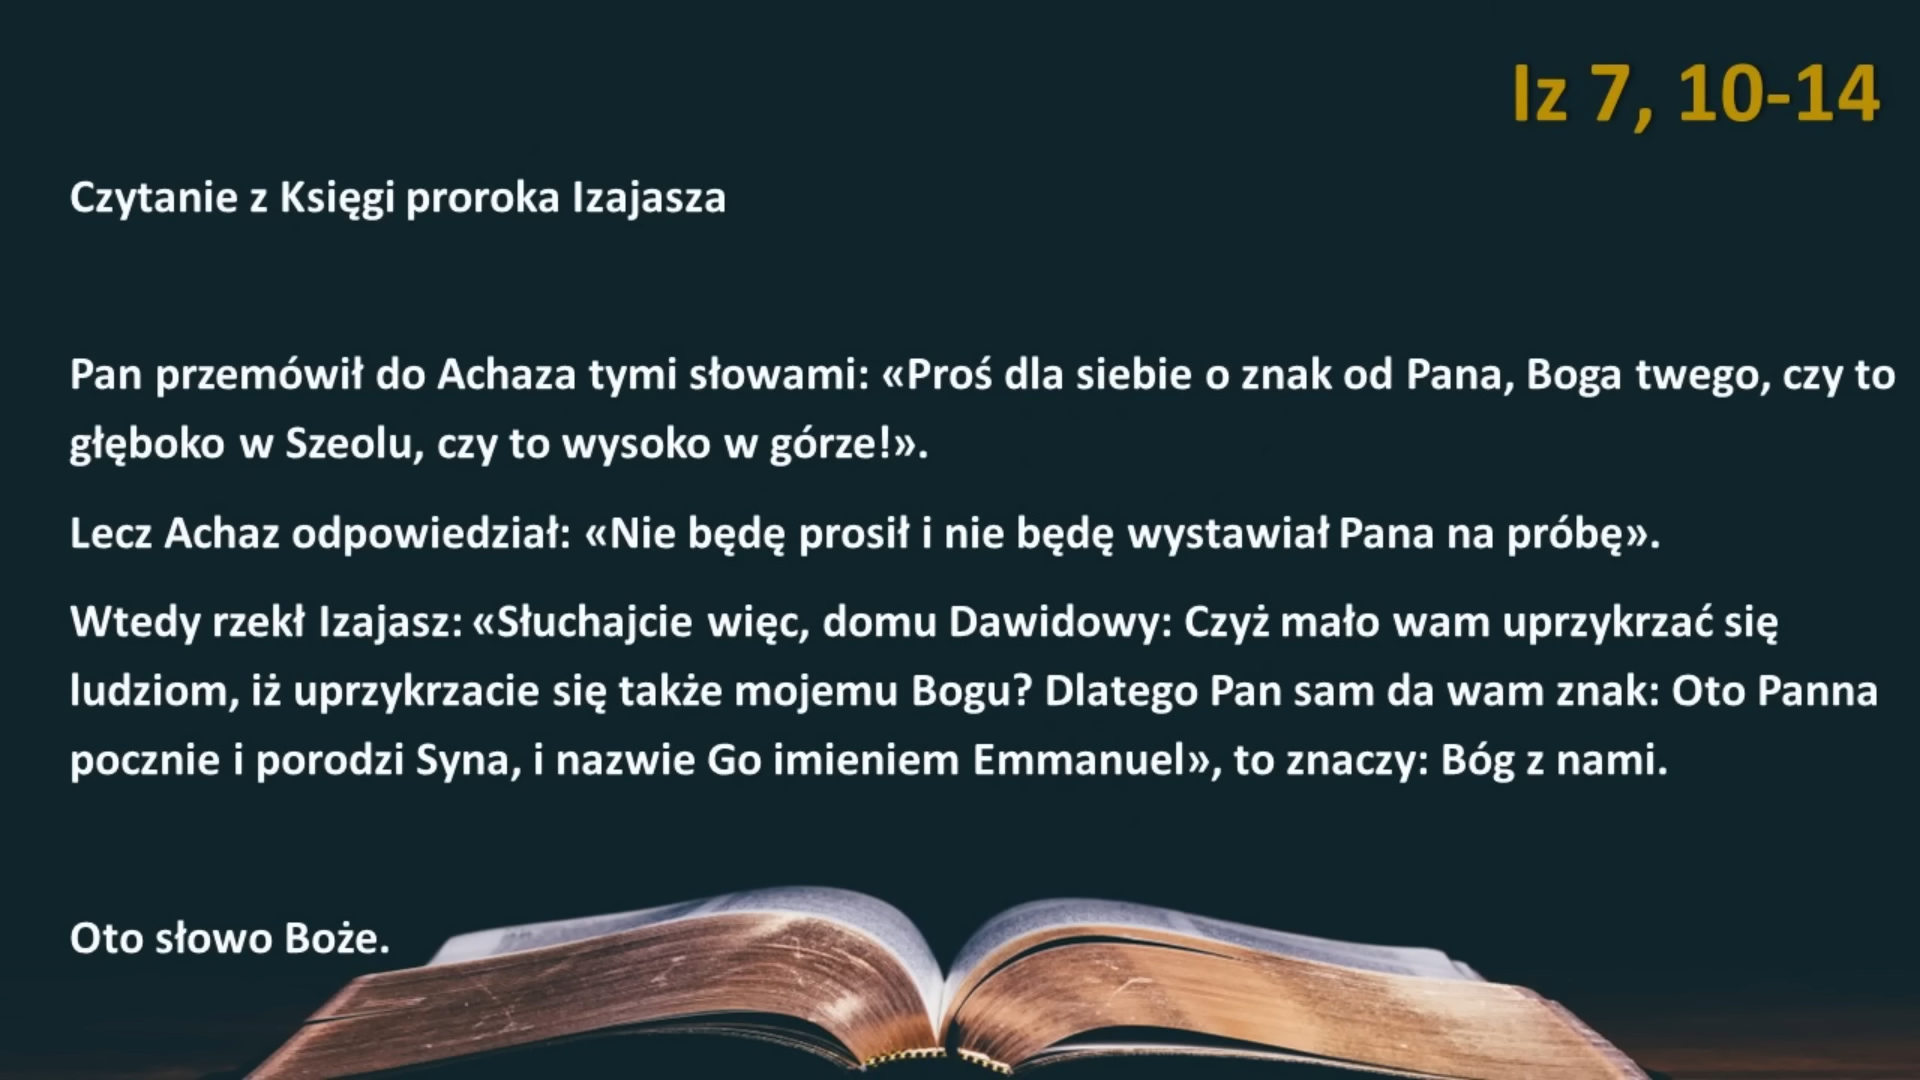 Iz 7, 10-14
Czytanie z Księgi proroka Izajasza
Pan przemówił do Achaza tymi słowami: «Proś dla siebie o znak od Pana, Boga twego, czy to
głęboko w Szeolu, czy to wysoko w górze!».
Lecz Achaz odpowiedział: «Nie będę prosił i nie będę wystawiał Pana na próbę».
Wtedy rzekł Izajasz: «Słuchajcie więc, domu Dawidowy: Czyż mało wam uprzykrzać się
ludziom, iż uprzykrzacie się także mojemu Bogu? Dlatego Pan sam da wam znak: Oto Panna
pocznie i porodzi Syna, i nazwie Go imieniem Emmanuel», to znaczy: Bóg z nami.
Oto słowo Boże.